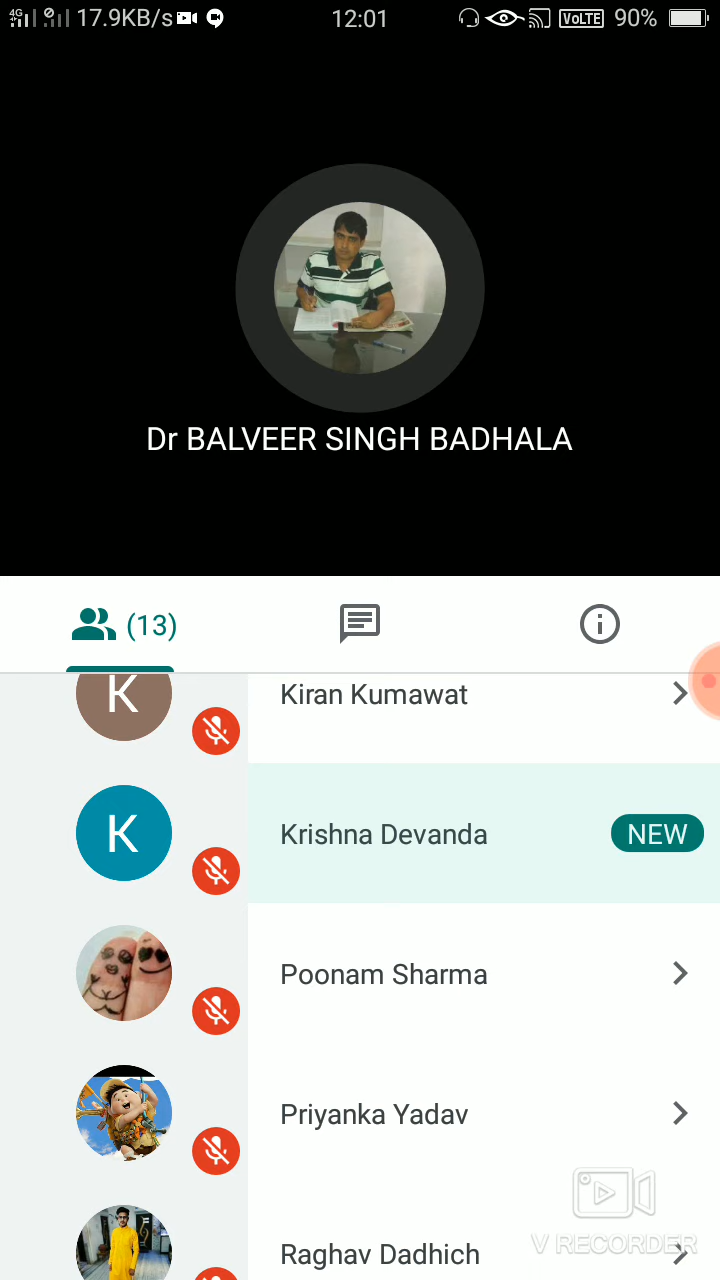 4G 17.9KB/s 12:01 VoLTE 90%
Dr BALVEER SINGH BADHALA
(13)
K Kiran Kumawat
K Krishna Devanda NEW
Poonam Sharma
Priyanka Yadav
Raghav Dadhich
V RECORDER